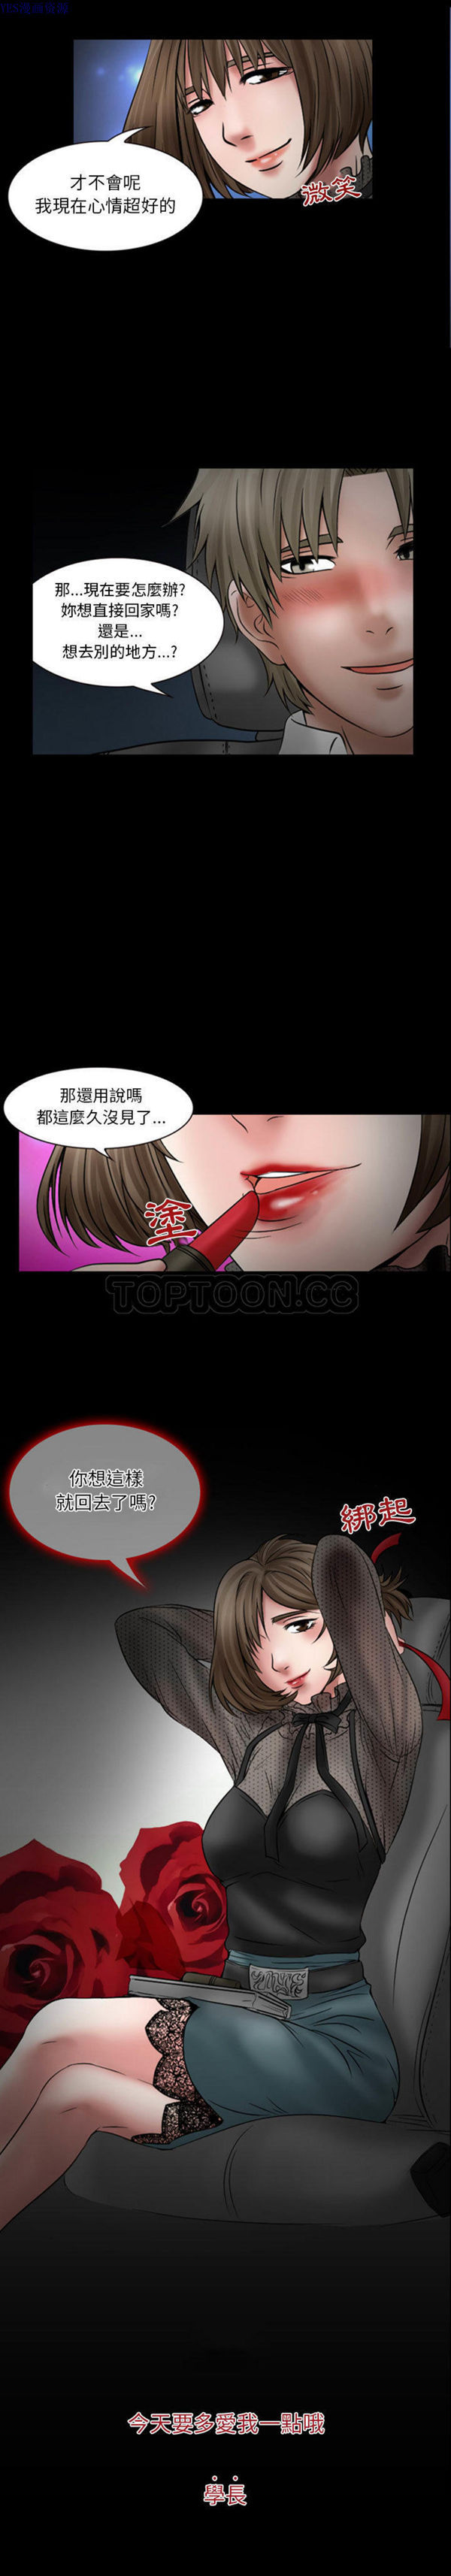 才不會呢
我現在心情超好的
微笑
那...現在要怎麼辦?
妳想直接回家嗎?
還是...
想去別的地方...?
那還用說嗎
都這麼久沒見了...
塗
TOPTOON.CC
你想這樣
就回去了嗎?
綁起
今天要多愛我一點哦
學長